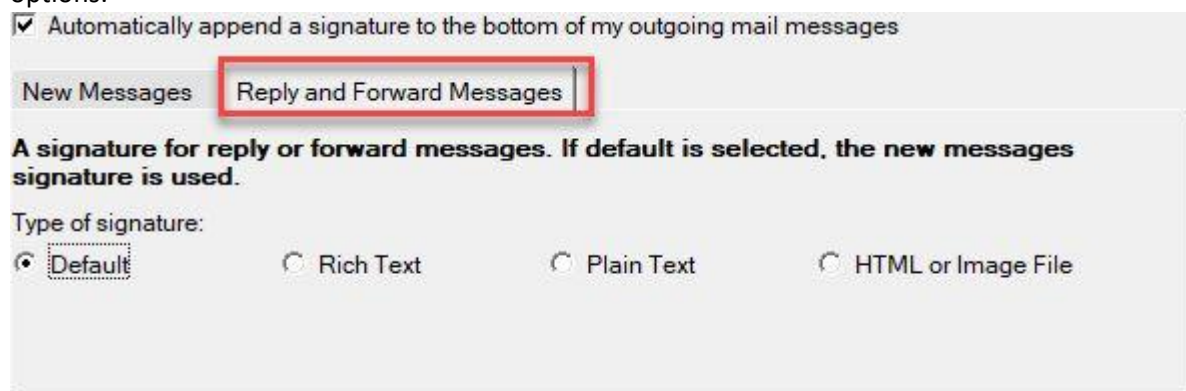 options.
Automatically append a signature to the bottom of my outgoing mail messages
New Messages Reply and Forward Messages
A signature for reply or forward messages. If default is selected, the new messages
signature is used.
Type of signature:
Default Rich Text Plain Text HTML or Image File